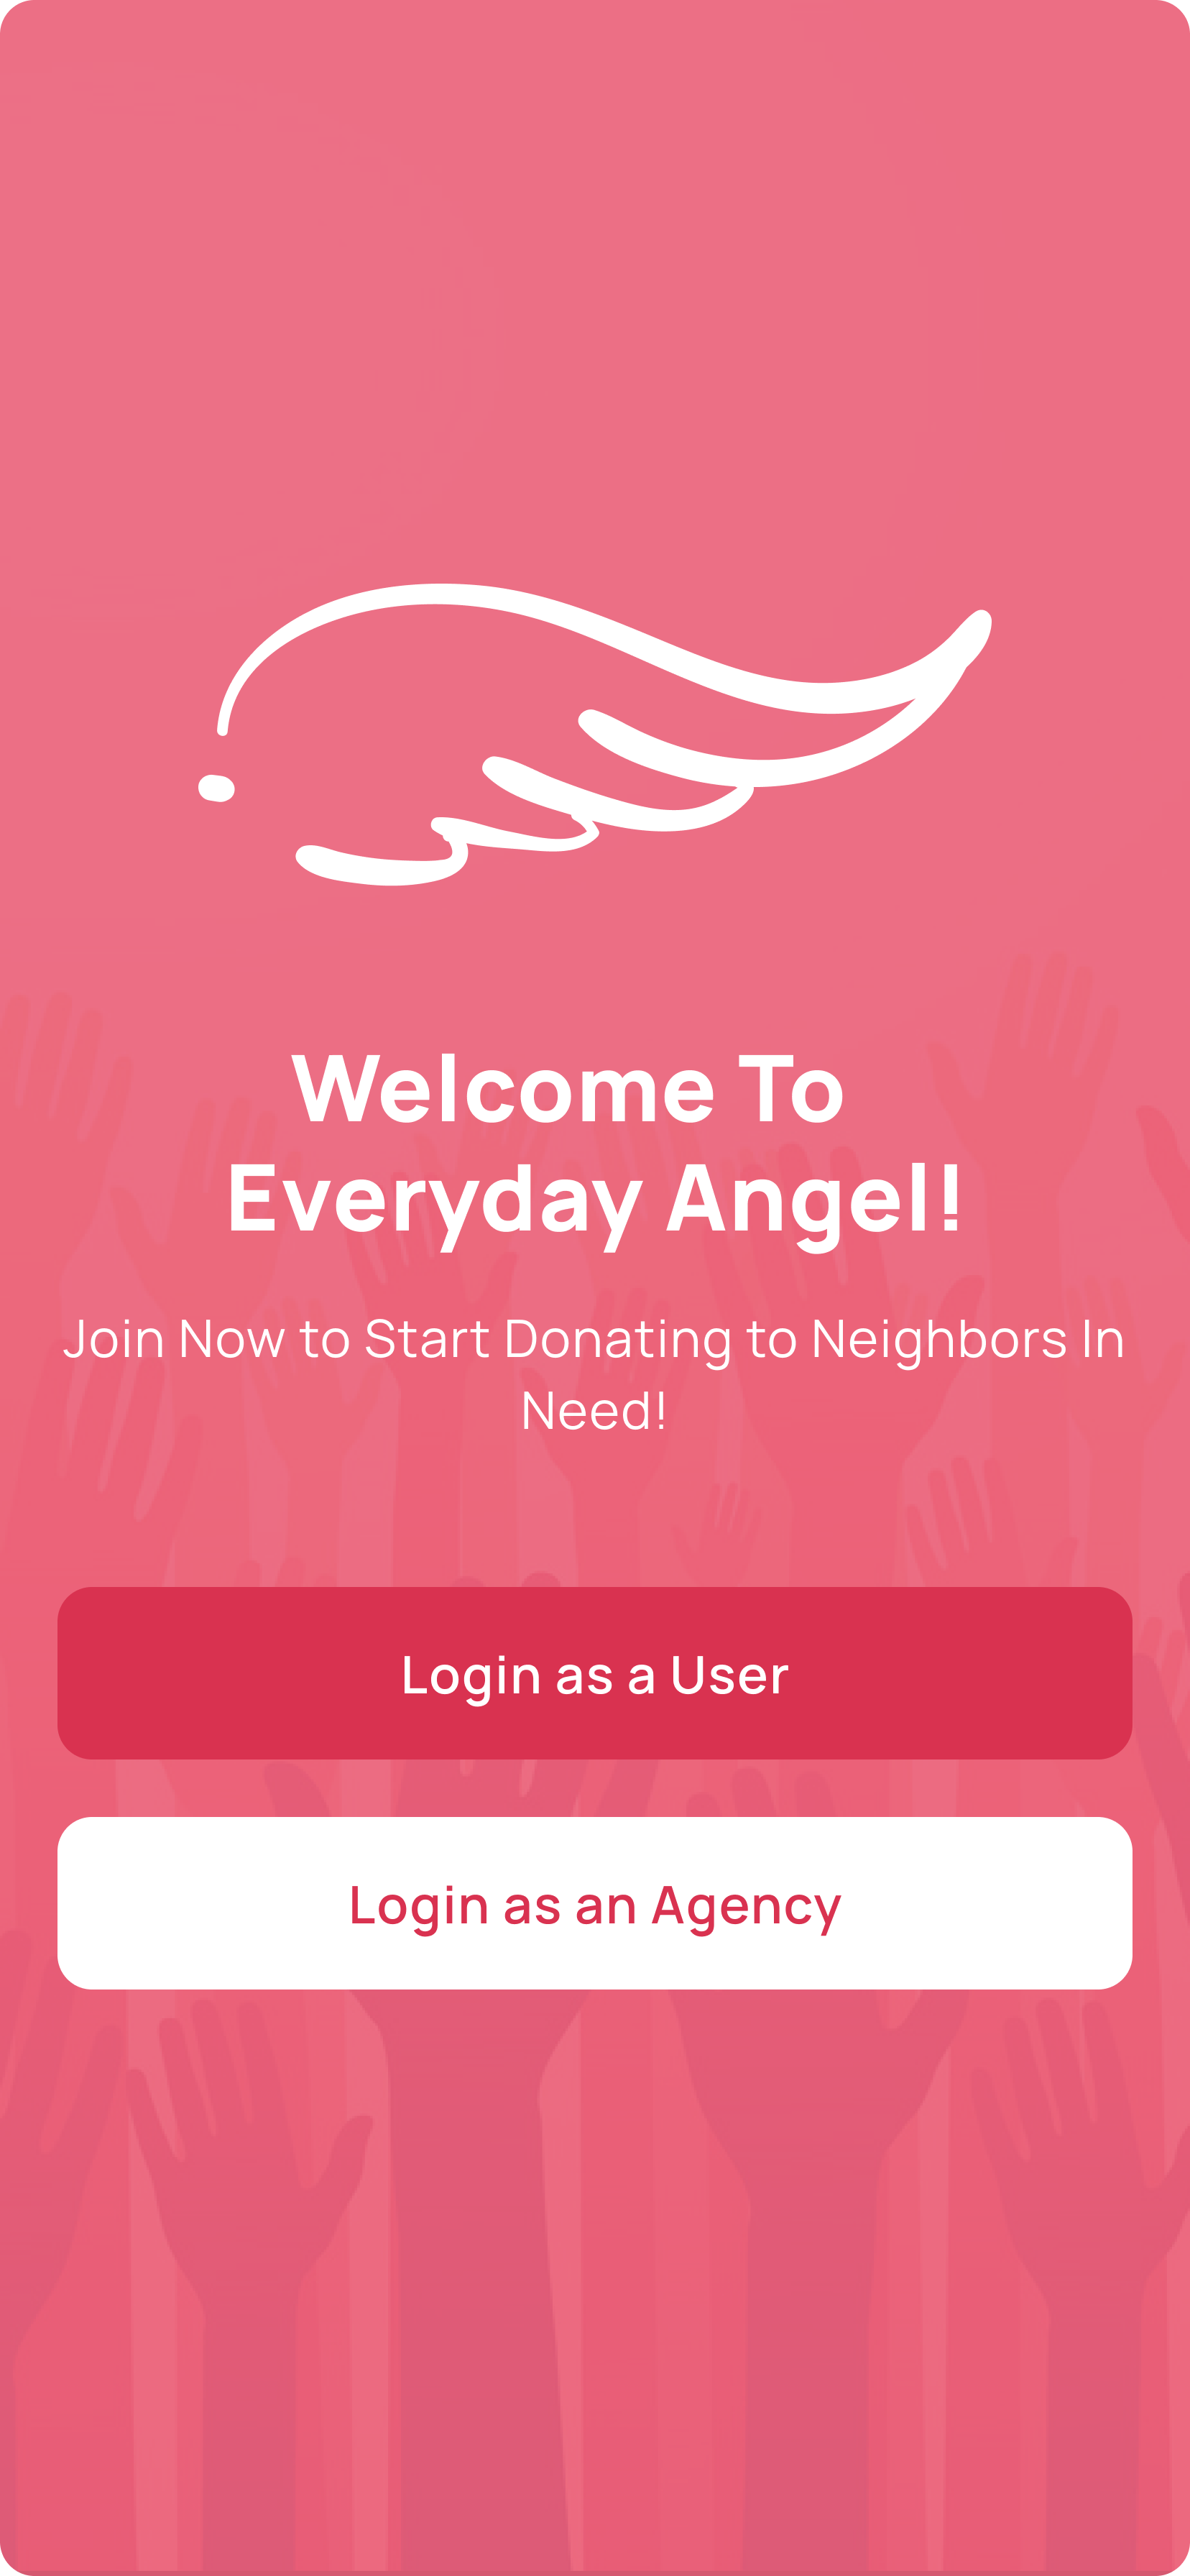 Welcome To
Everyday Angel!
Join Now to Start Donating to Neighbors In
Need!
Login as a User
Login as an Agency